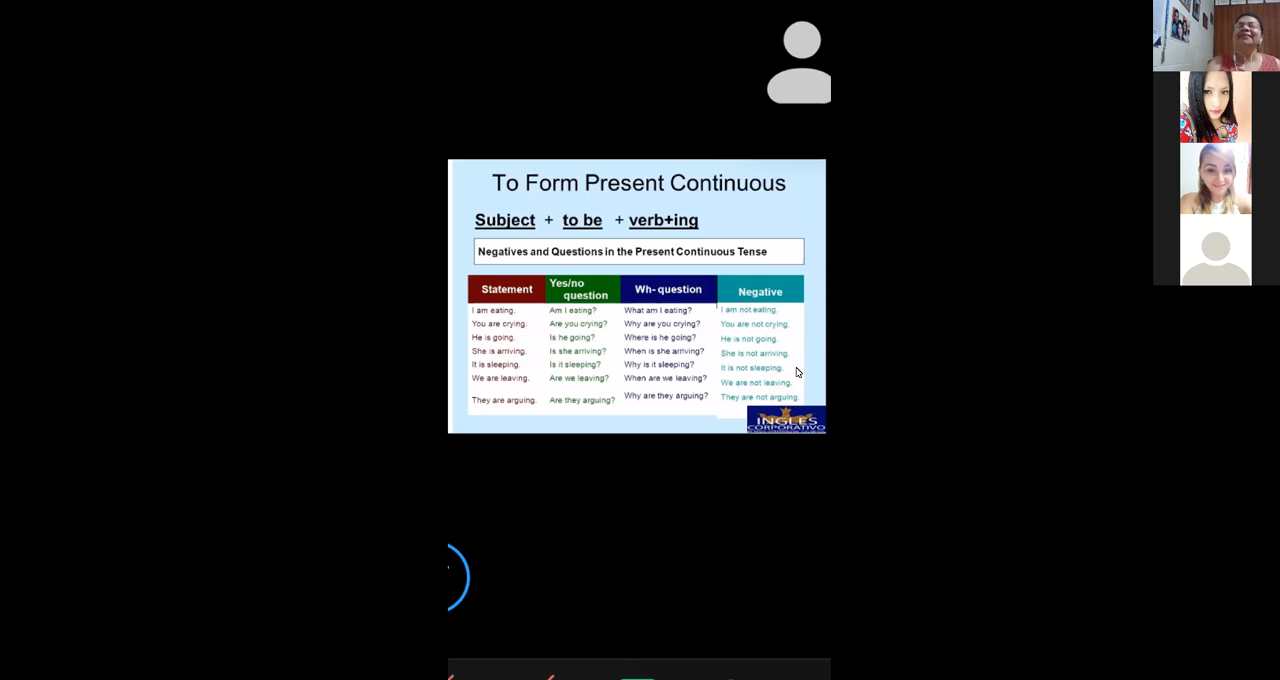 To Form Present Continuous
Subject + to be + verb+ing
Negatives and Questions in the Present Continuous Tense
Statement
I am eating.
You are crying.
He is going.
She is arriving.
It is sleeping.
We are leaving.
They are arguing.
Yes/no question
Am I eating?
Are you crying?
Is he going?
Is she arriving?
Is it sleeping?
Are we leaving?
Are they arguing?
Wh- question
What am I eating?
Why are you crying?
Where is he going?
When is she arriving?
Why is it sleeping?
When are we leaving?
Why are they arguing?
Negative
I am not eating.
You are not crying.
He is not going.
She is not arriving.
It is not sleeping.
We are not leaving.
They are not arguing.
INGLES
CORPORATIVO